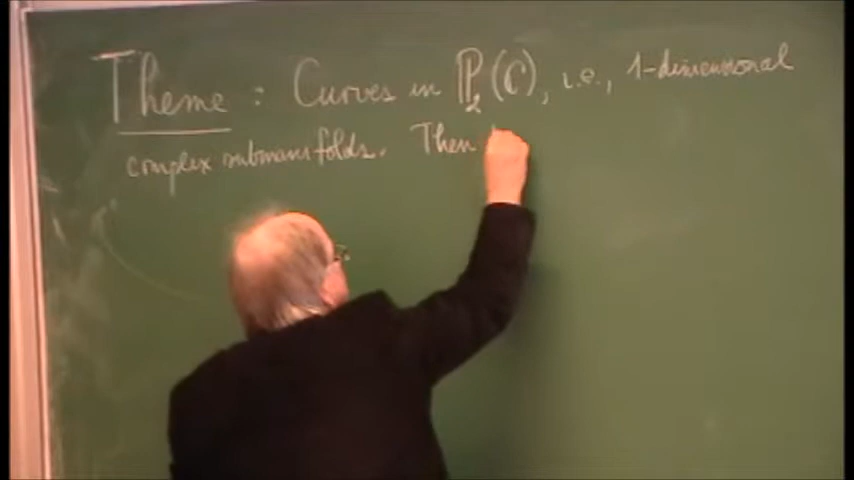 Theme : Curves in ℙ₂(ℂ), i.e., 1-dimensional
complex submanifolds. Then